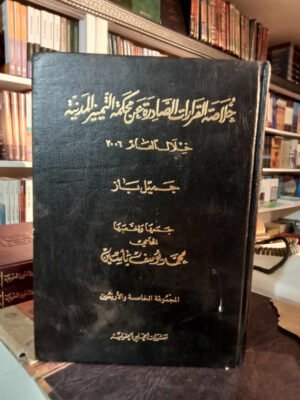 خلاصة القرارات الصادرة عن محكمة التمييز المدنية
خلال العام ٢٠٠٦
جميل باز
جمعها واختارها
المحامي
محمد يوسف ياسين
المجموعة الخامسة والأربعون
منشورات الحلبي الحقوقية